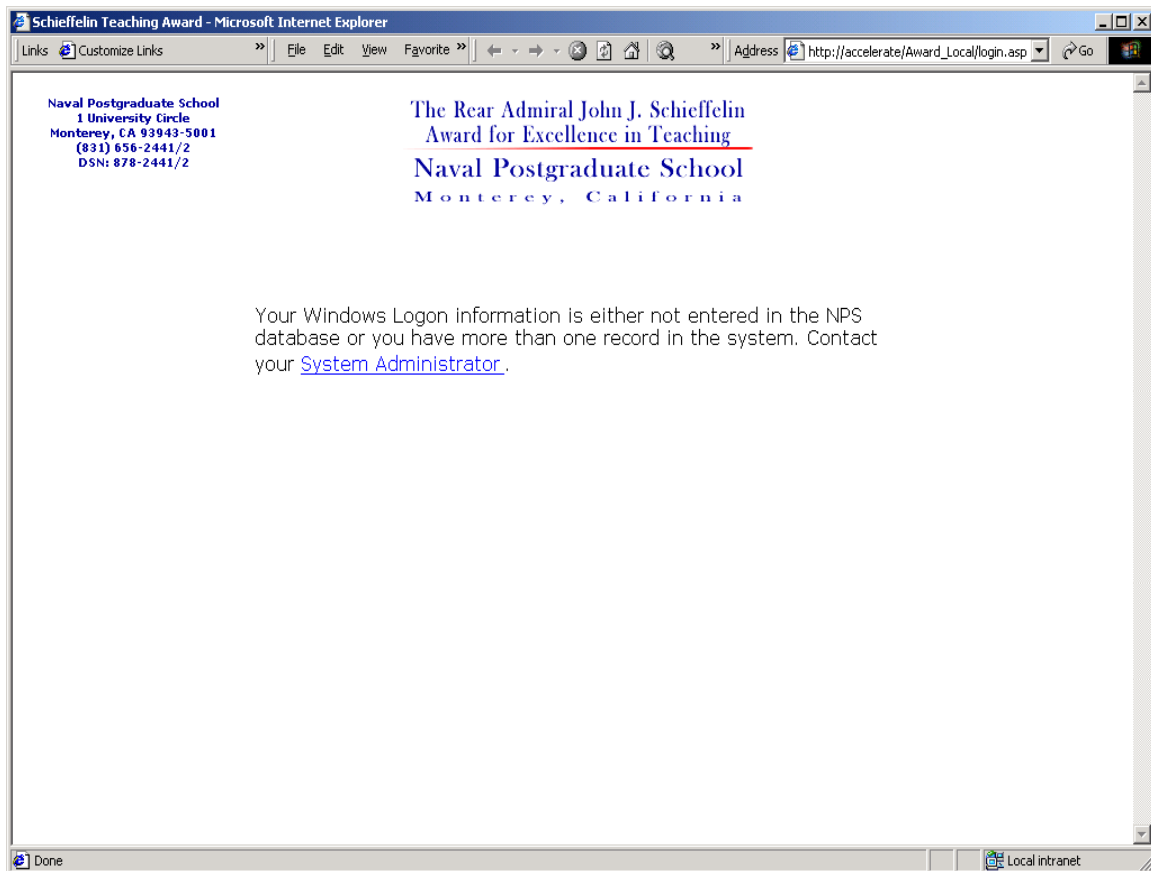 Schieffelin Teaching Award - Microsoft Internet Explorer
Links Customize Links » File Edit View Favorite » » Address http://accelerate/Award_Local/login.asp Go
Naval Postgraduate School
1 University Circle
Monterey, CA 93943-5001
(831) 656-2441/2
DSN: 878-2441/2
The Rear Admiral John J. Schieffelin
Award for Excellence in Teaching
Naval Postgraduate School
Monterey, California
Your Windows Logon information is either not entered in the NPS
database or you have more than one record in the system. Contact
your System Administrator .
Done Local intranet